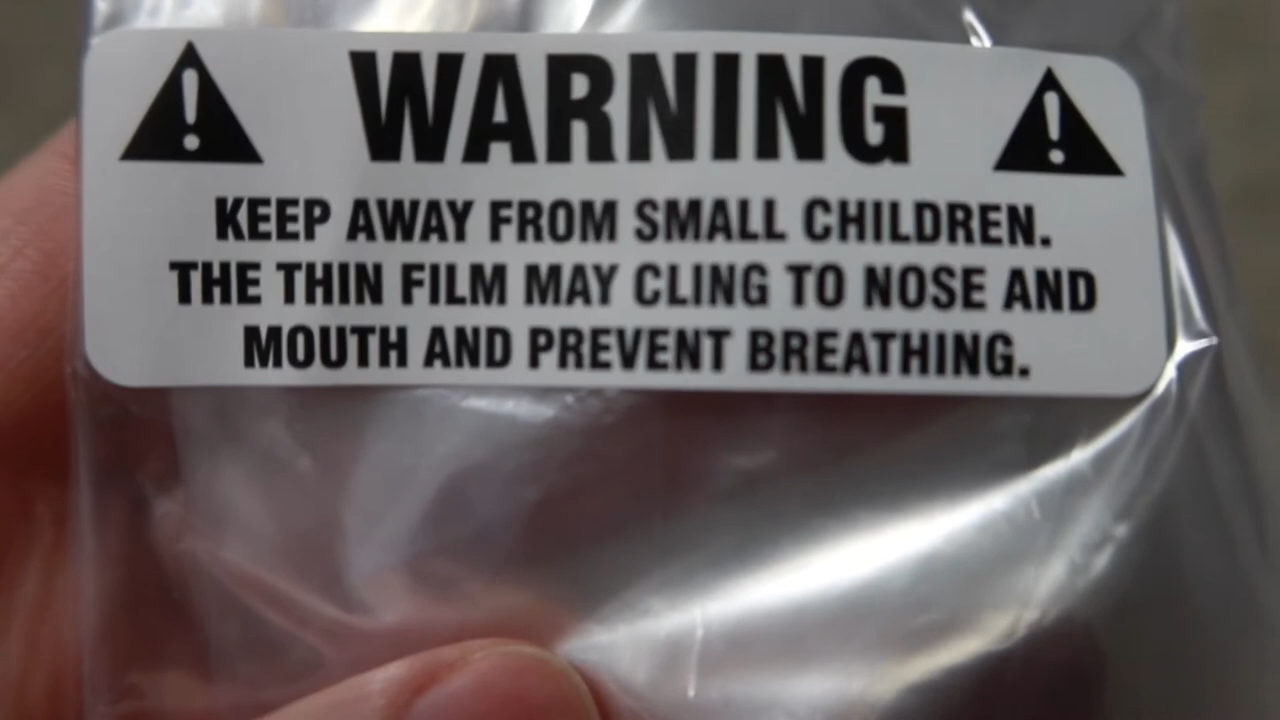 WARNING
KEEP AWAY FROM SMALL CHILDREN.
THE THIN FILM MAY CLING TO NOSE AND
MOUTH AND PREVENT BREATHING.